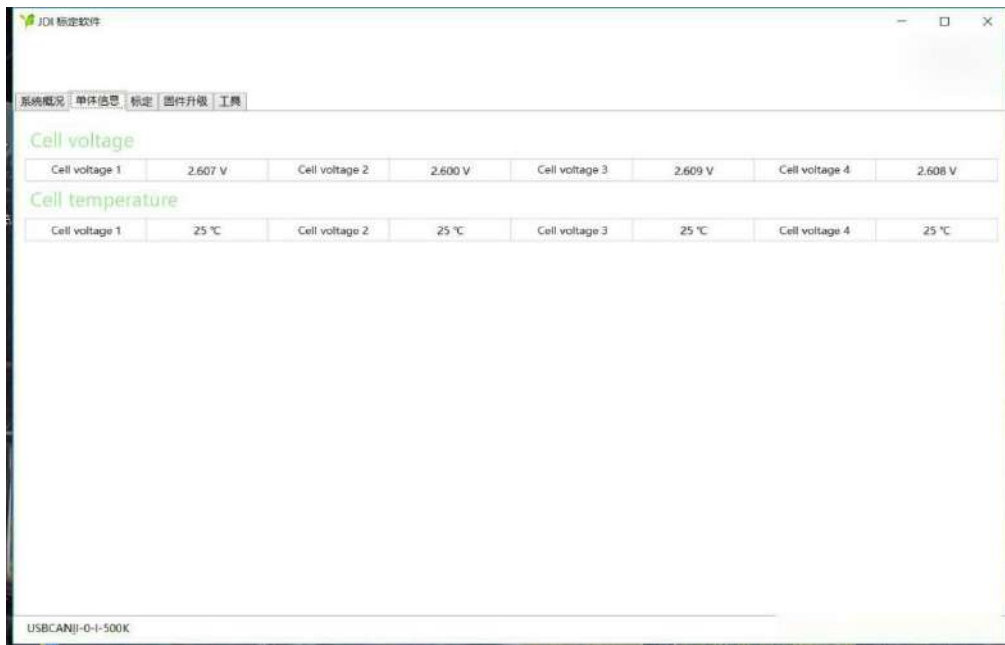 JDI 标定软件
系统概况 单体信息 标定 固件升级 工具
Cell voltage
Cell voltage 1 2.607 V Cell voltage 2 2.600 V Cell voltage 3 2.609 V Cell voltage 4 2.608 V
Cell temperature
Cell voltage 1 25 ℃ Cell voltage 2 25 ℃ Cell voltage 3 25 ℃ Cell voltage 4 25 ℃
USBCANII-0-I-500K